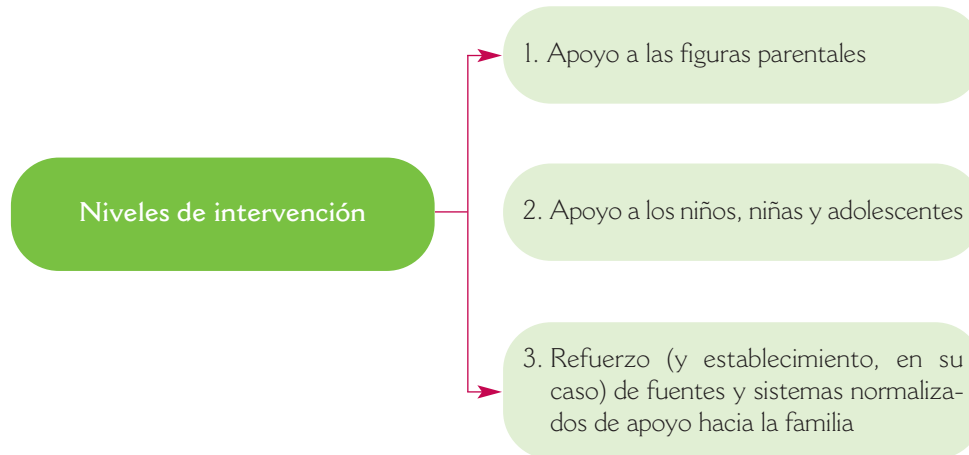 Niveles de intervención
1. Apoyo a las figuras parentales
2. Apoyo a los niños, niñas y adolescentes
3. Refuerzo (y establecimiento, en su
caso) de fuentes y sistemas normaliza-
dos de apoyo hacia la familia